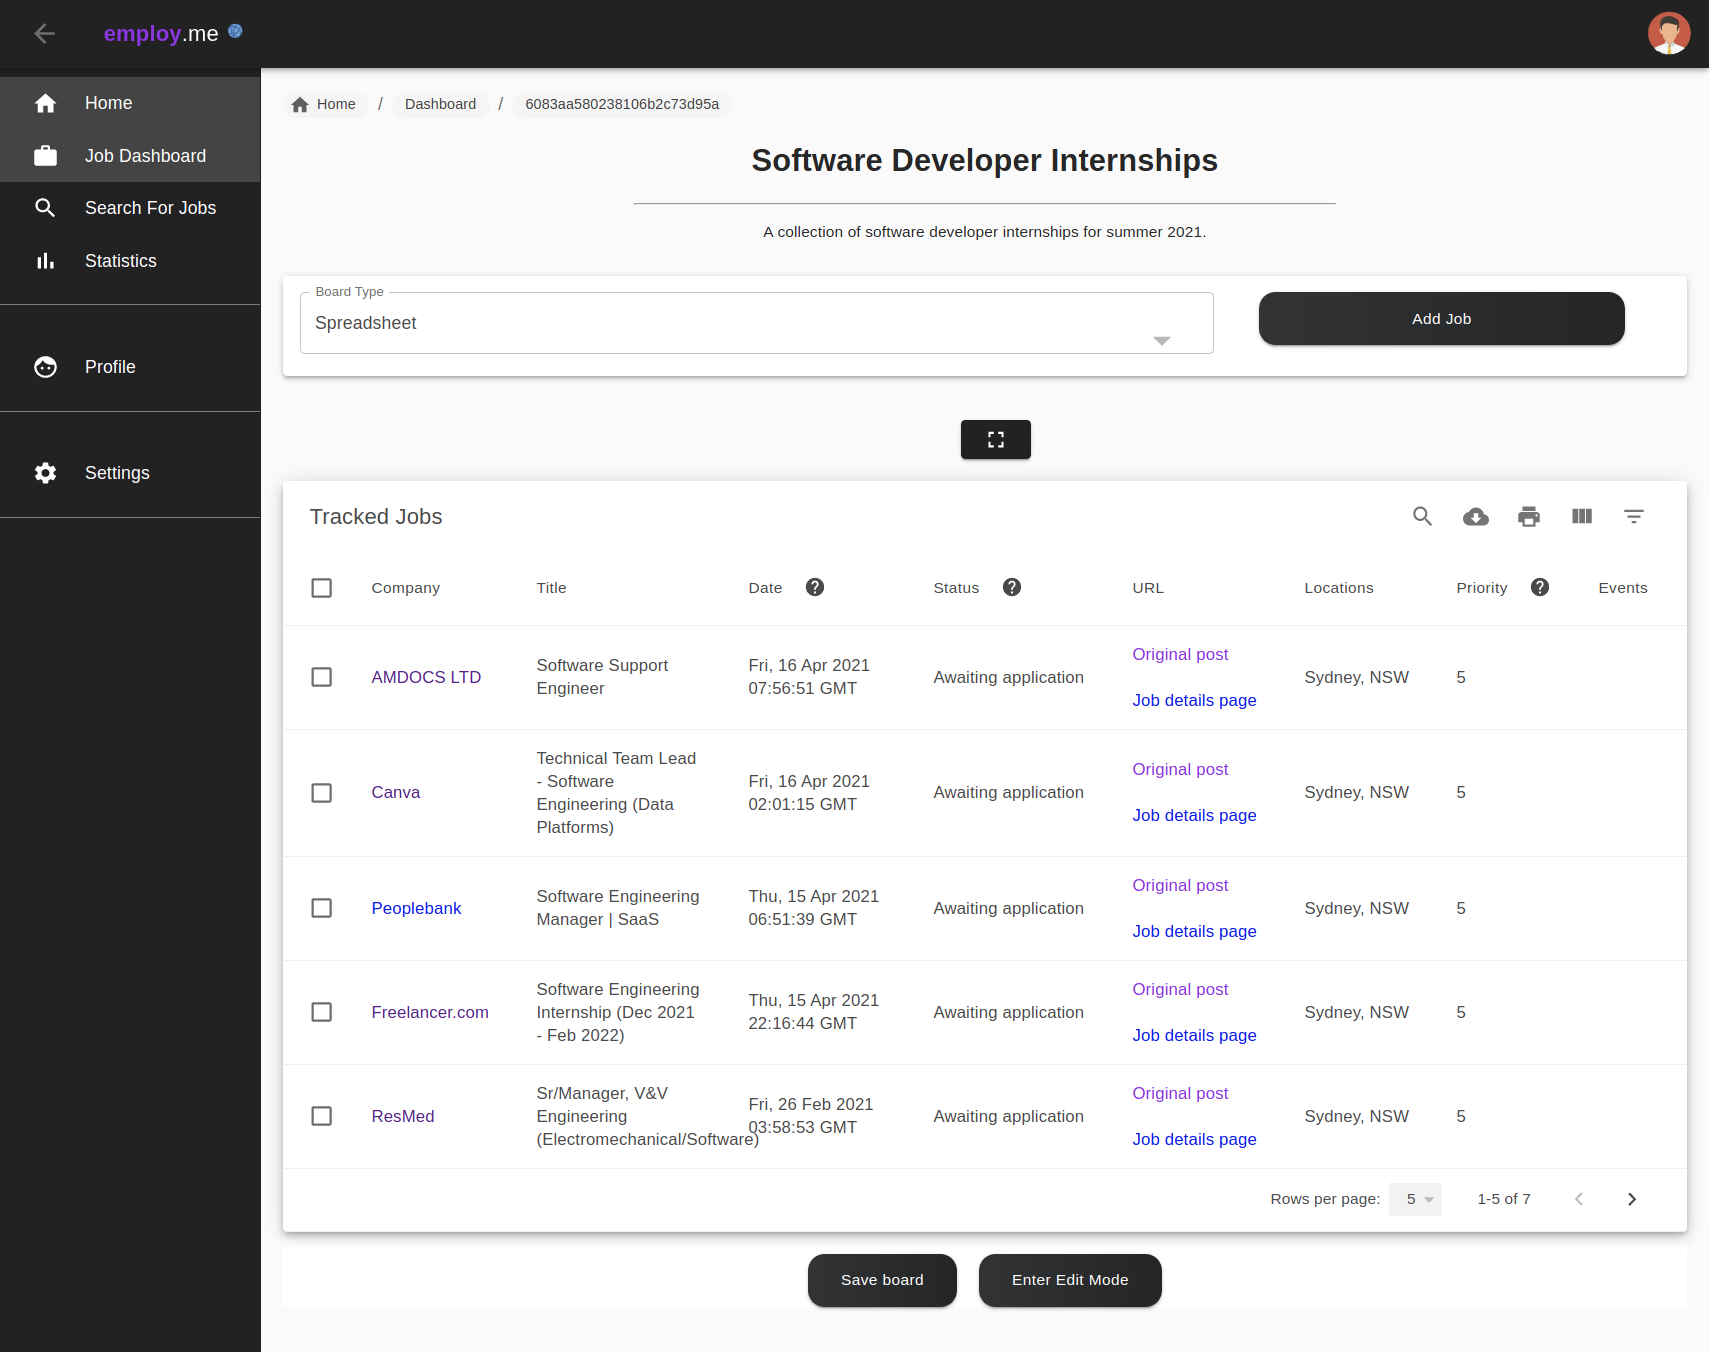 employ.me
Home
Job Dashboard
Search For Jobs
Statistics
Profile
Settings
Home / Dashboard / 6083aa580238106b2c73d95a
Software Developer Internships
A collection of software developer internships for summer 2021.
Board Type
Spreadsheet
Add Job
Tracked Jobs
Company Title Date Status URL Locations Priority Events
AMDOCS LTD
Software Support
Engineer
Fri, 16 Apr 2021
07:56:51 GMT
Awaiting application
Original post
Job details page
Sydney, NSW
5
Canva
Technical Team Lead
- Software
Engineering (Data
Platforms)
Fri, 16 Apr 2021
02:01:15 GMT
Awaiting application
Original post
Job details page
Sydney, NSW
5
Peoplebank
Software Engineering
Manager | SaaS
Thu, 15 Apr 2021
06:51:39 GMT
Awaiting application
Original post
Job details page
Sydney, NSW
5
Freelancer.com
Software Engineering
Internship (Dec 2021
- Feb 2022)
Thu, 15 Apr 2021
22:16:44 GMT
Awaiting application
Original post
Job details page
Sydney, NSW
5
ResMed
Sr/Manager, V&V
Engineering
(Electromechanical/Software)
Fri, 26 Feb 2021
03:58:53 GMT
Awaiting application
Original post
Job details page
Sydney, NSW
5
Rows per page: 5 1-5 of 7
Save board
Enter Edit Mode